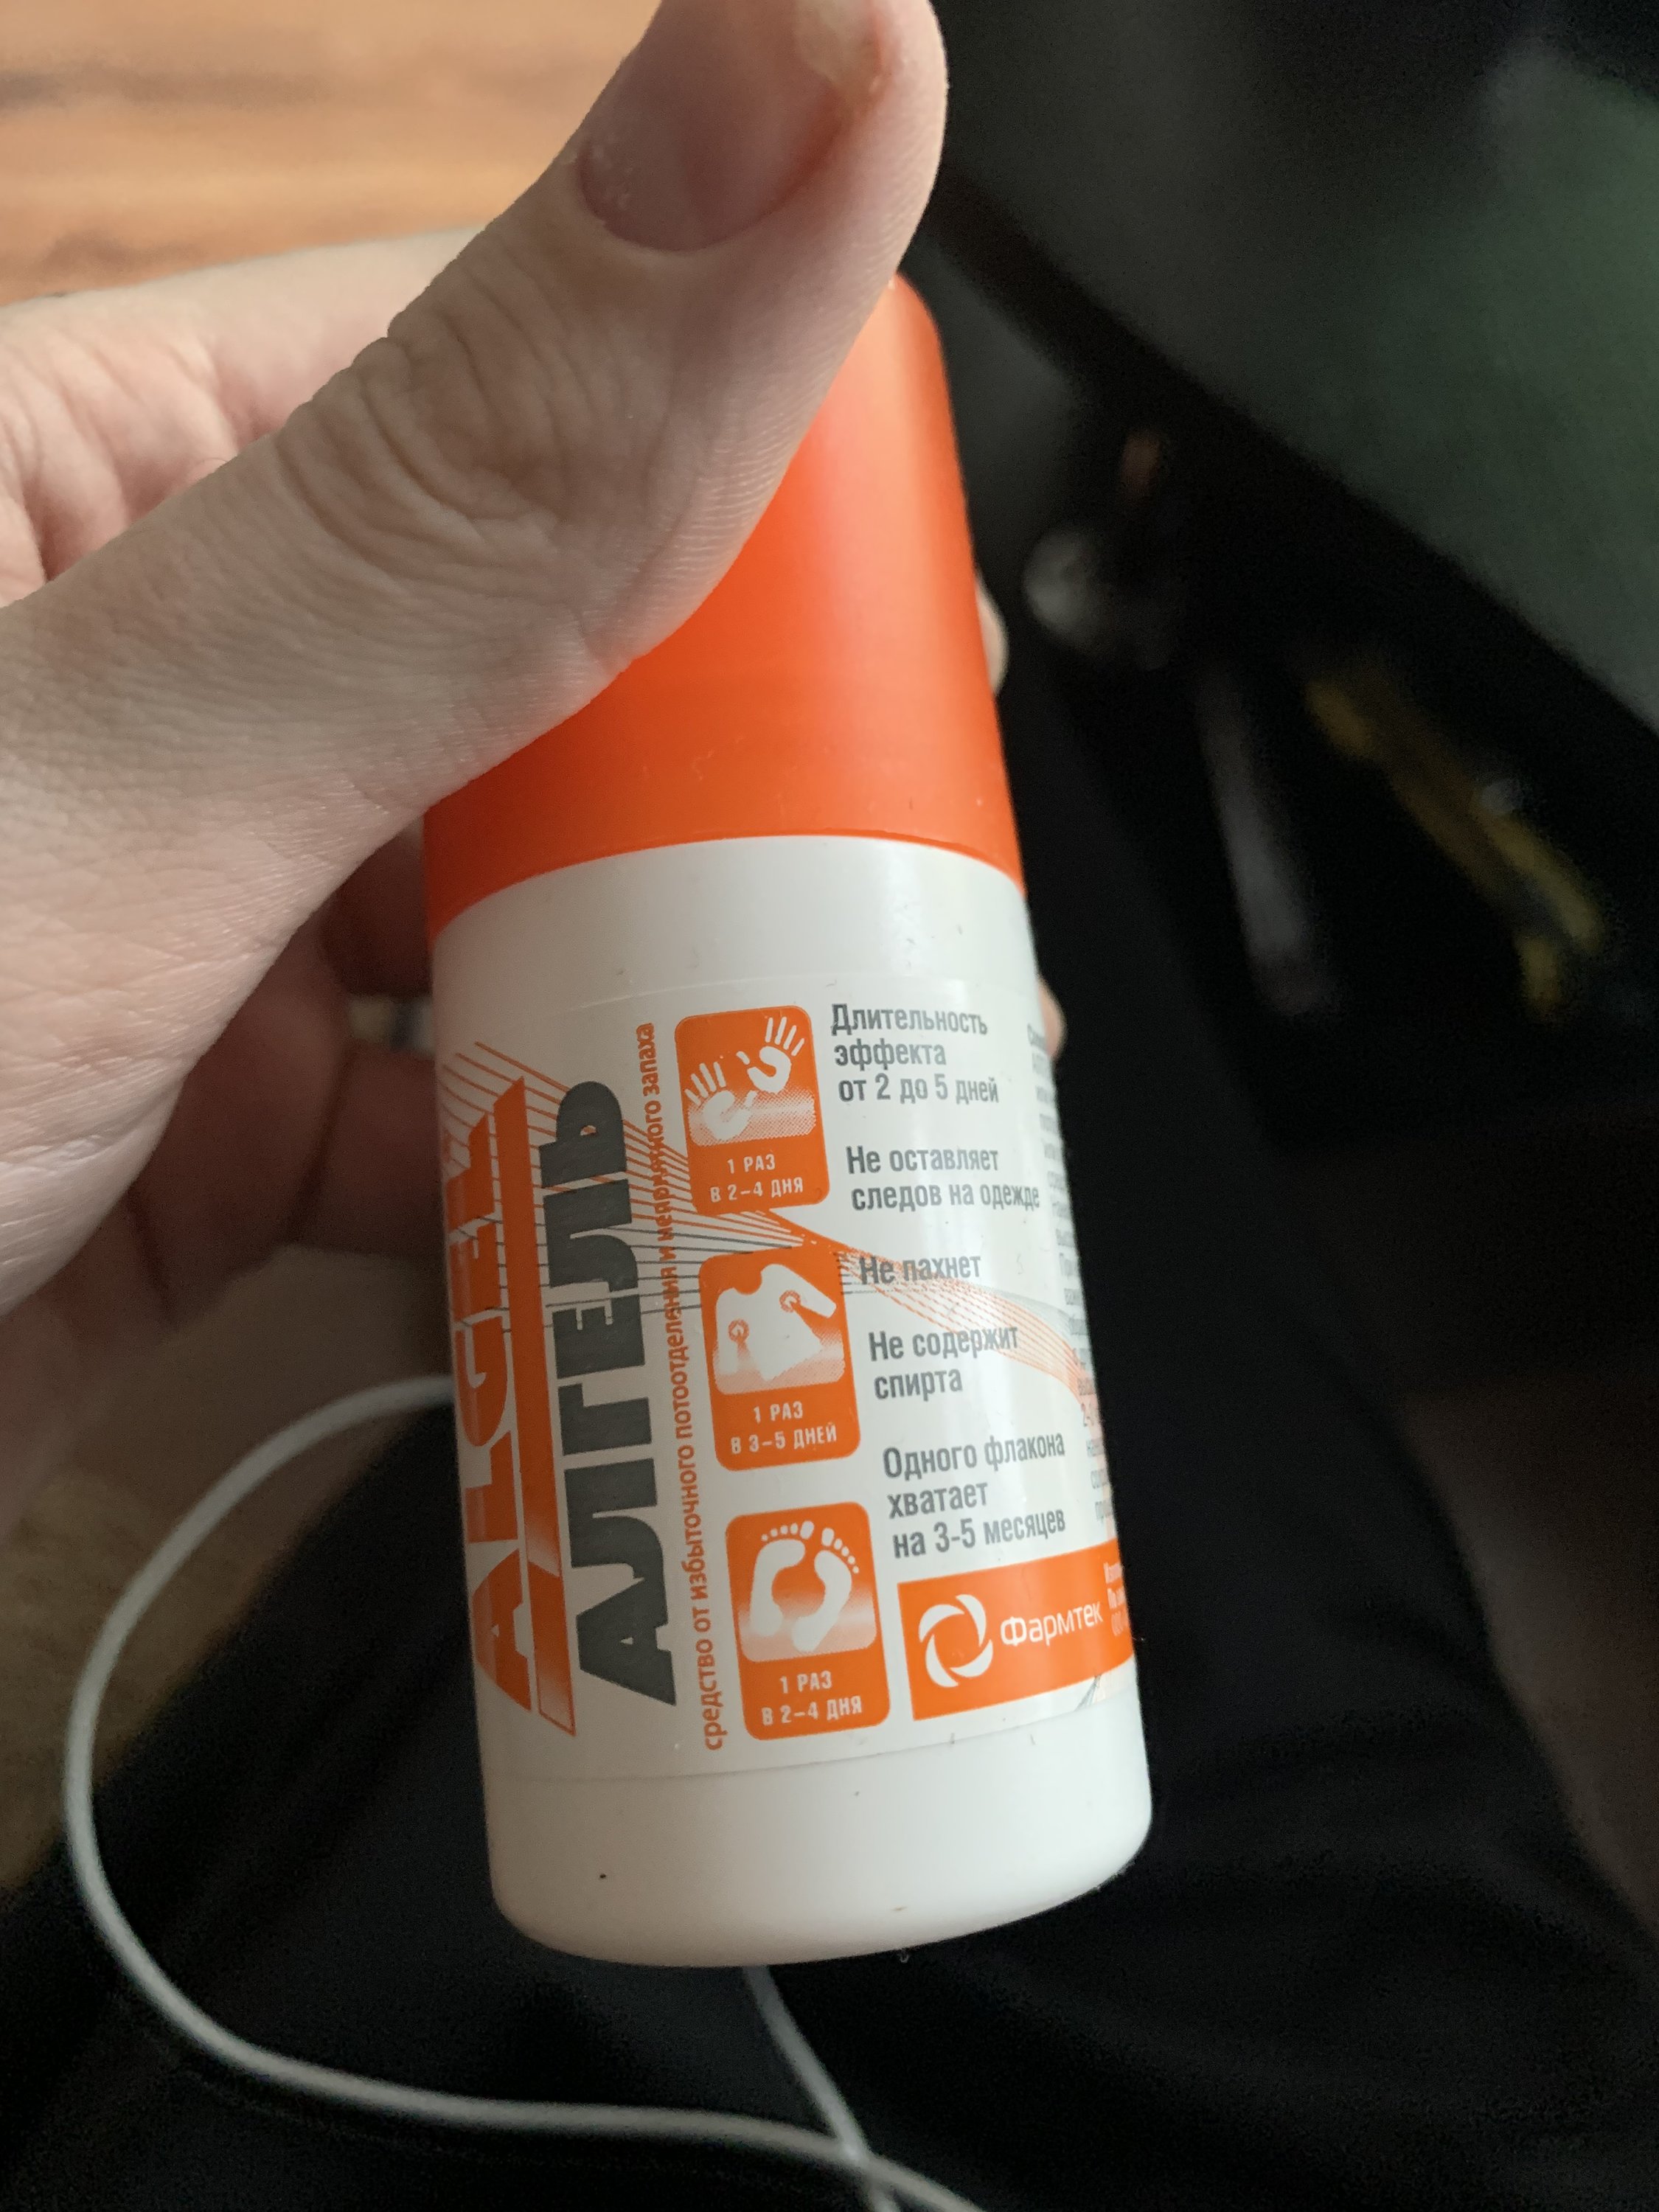 ALGEL
АЛГЕЛЬ
средство от избыточного потоотделения и неприятного запаха
1 РАЗ
В 2-4 ДНЯ
1 РАЗ
В 3-5 ДНЕЙ
1 РАЗ
В 2-4 ДНЯ
Длительность
эффекта
от 2 до 5 дней
Не оставляет
следов на одежде
Не пахнет
Не содержит
спирта
Одного флакона
хватает
на 3-5 месяцев
Фармтек